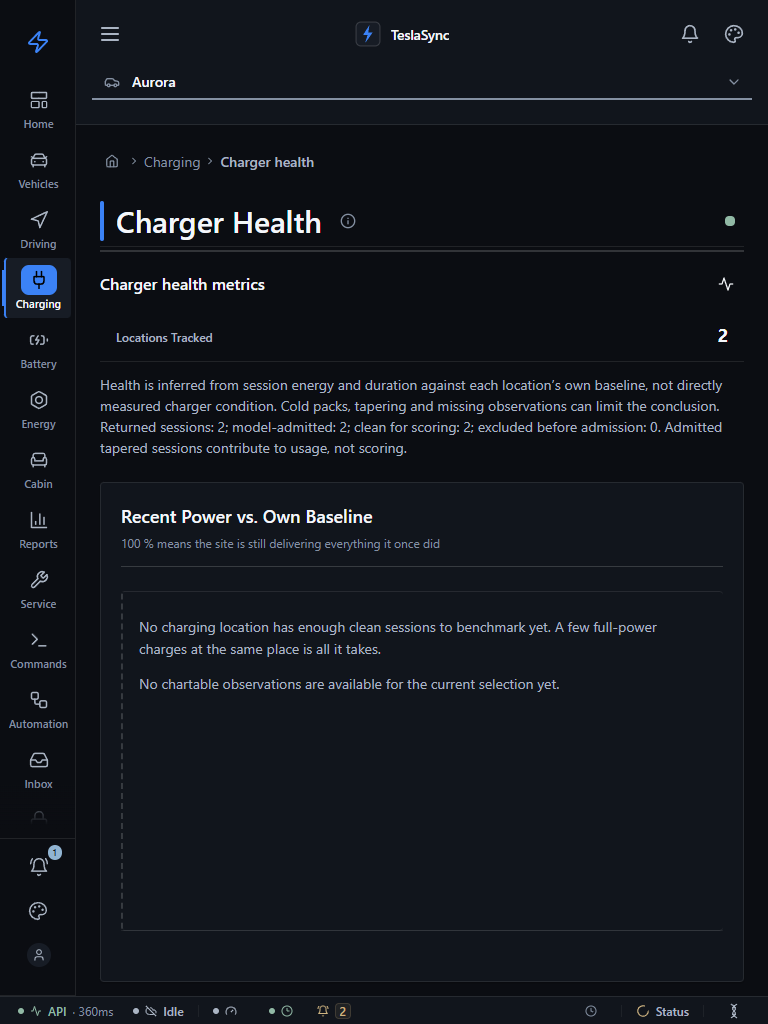 TeslaSync
Aurora
Home
Vehicles
Driving
Charging
Battery
Energy
Cabin
Reports
Service
Commands
Automation
Inbox
1
Charging
Charger health
Charger Health
Charger health metrics
Locations Tracked
2
Health is inferred from session energy and duration against each location’s own baseline, not directly
measured charger condition. Cold packs, tapering and missing observations can limit the conclusion.
Returned sessions: 2; model-admitted: 2; clean for scoring: 2; excluded before admission: 0. Admitted
tapered sessions contribute to usage, not scoring.
Recent Power vs. Own Baseline
100 % means the site is still delivering everything it once did
No charging location has enough clean sessions to benchmark yet. A few full-power
charges at the same place is all it takes.
No chartable observations are available for the current selection yet.
API · 360ms
Idle
2
Status